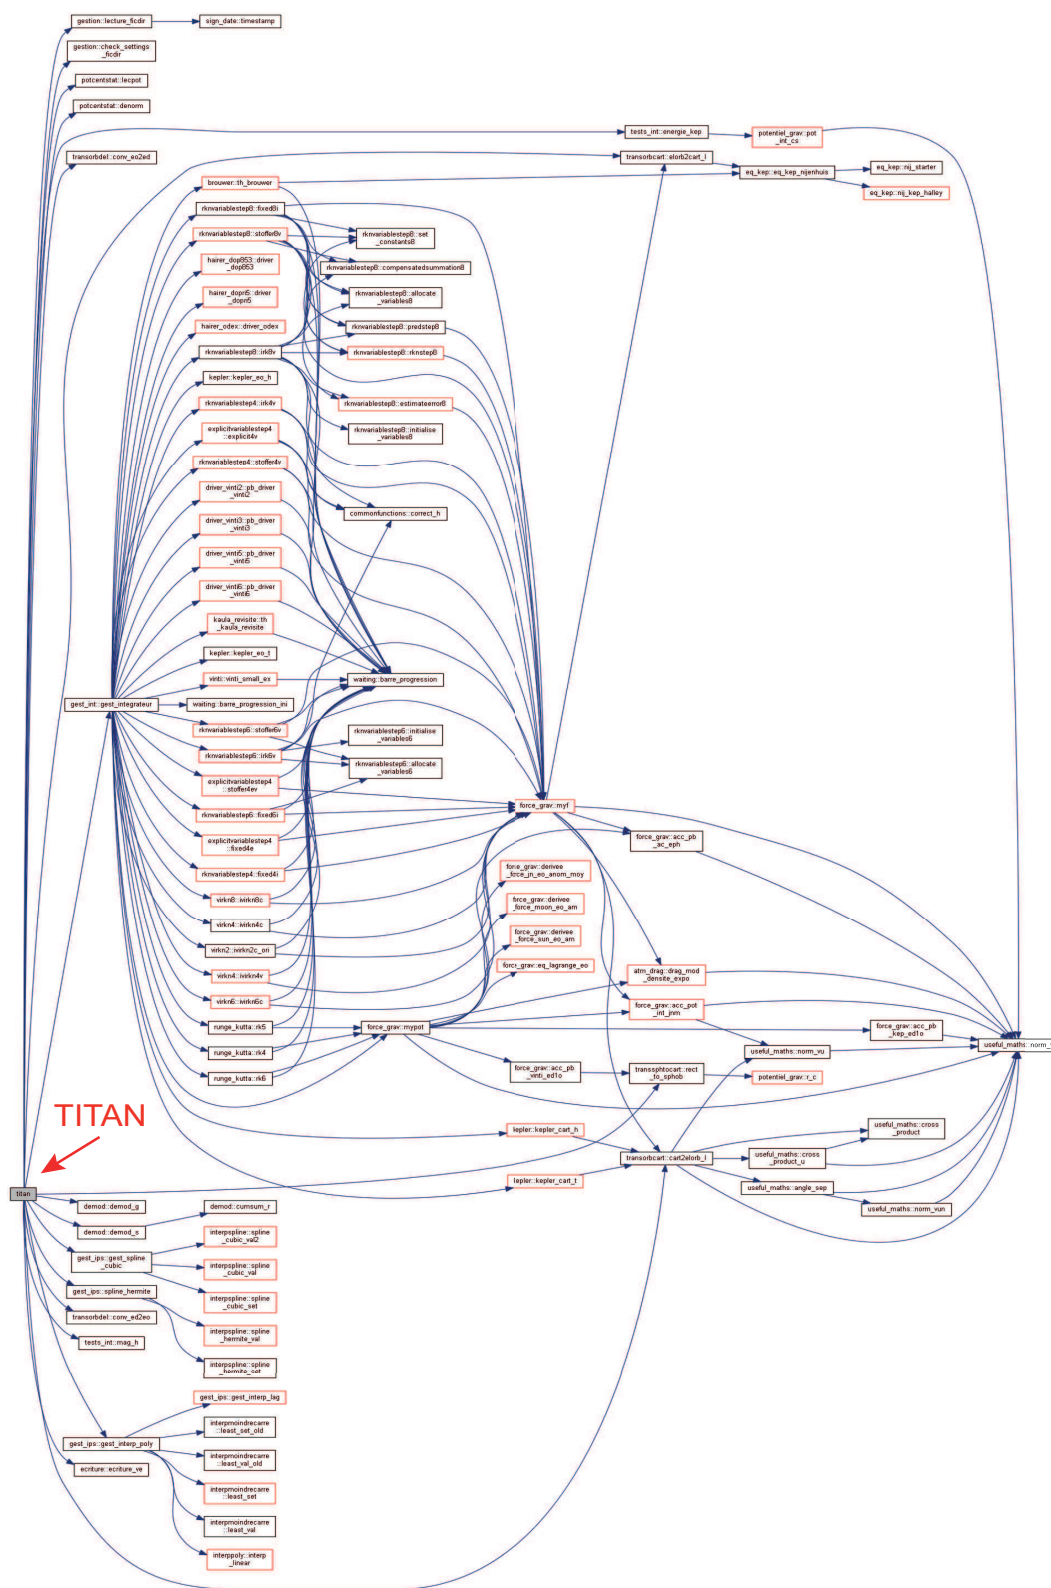 gestion::lecture_ficdir
sign_date::timestamp
gestion::check_settings
_ficdir
potcentstat::lecpot
potcentstat::denorm
tests_int::energie_kep
potentiel_grav::pot
_int_cs
transorbdel::conv_eo2ed
transorbcart::elorb2cart_l
eq_kep::eq_kep_nijenhuis
eq_kep::nij_starter
eq_kep::nij_kep_halley
brouwer::th_brouwer
rknvariablestep8::fixed8i
rknvariablestep8::stoffer8v
rknvariablestep8::set
_constants8
hairer_dop853::driver
_dop853
rknvariablestep8::compensatedsummation8
hairer_dopri5::driver
_dopri5
rknvariablestep8::allocate
_variables8
hairer_odex::driver_odex
rknvariablestep8::predstep8
rknvariablestep8::irk8v
rknvariablestep8::rknstep8
kepler::kepler_eo_h
rknvariablestep4::irk4v
rknvariablestep8::estimateerror8
explicitvariablestep4
::explicit4v
rknvariablestep8::initialise
_variables8
rknvariablestep4::stoffer4v
driver_vinti2::pb_driver
_vinti2
commonfunctions::correct_h
driver_vinti3::pb_driver
_vinti3
driver_vinti5::pb_driver
_vinti5
driver_vinti6::pb_driver
_vinti6
kaula_revisite::th
_kaula_revisite
kepler::kepler_eo_t
vinti::vinti_small_ex
waiting::barre_progression
gest_int::gest_integrateur
waiting::barre_progression_ini
rknvariablestep6::stoffer6v
rknvariablestep6::initialise
_variables6
rknvariablestep6::irk6v
rknvariablestep6::allocate
_variables6
explicitvariablestep4
::stoffer4ev
rknvariablestep6::fixed6i
force_grav::myf
explicitvariablestep4
::fixed4e
force_grav::acc_pb
_ac_eph
rknvariablestep4::fixed4i
force_grav::derivee
_force_jn_eo_anom_moy
virkn8::ivirkn8c
force_grav::derivee
_force_moon_eo_am
virkn4::ivirkn4c
force_grav::derivee
_force_sun_eo_am
virkn2::ivirkn2c_ori
force_grav::eq_lagrange_eo
virkn4::ivirkn4v
atm_drag::drag_mod
_densite_expo
virkn6::ivirkn6c
force_grav::acc_pot
_int_jnm
runge_kutta::rk5
force_grav::mypot
force_grav::acc_pb
_kep_ed1o
runge_kutta::rk4
useful_maths::norm_vu
useful_maths::norm_
runge_kutta::rk6
force_grav::acc_pb
_vinti_ed1o
transsphtocart::rect
_to_sphob
potentiel_grav::r_c
TITAN
lepler::kepler_cart_h
useful_maths::cross
_product
transorbcart::cart2elorb_l
useful_maths::cross
_product_u
lepler::kepler_cart_t
useful_maths::angle_sep
titan
useful_maths::norm_vun
demod::demod_g
demod::cumsum_r
demod::demod_s
interpspline::spline
_cubic_val2
gest_ips::gest_spline
_cubic
interpspline::spline
_cubic_val
gest_ips::spline_hermite
interpspline::spline
_cubic_set
transorbdel::conv_ed2eo
interpspline::spline
_hermite_val
tests_int::mag_h
interpspline::spline
_hermite_set
gest_ips::gest_interp_lag
interpmoindrecarre
::least_set_old
gest_ips::gest_interp_poly
interpmoindrecarre
::least_val_old
ecriture::ecriture_ve
interpmoindrecarre
::least_set
interpmoindrecarre
::least_val
interppoly::interp
_linear